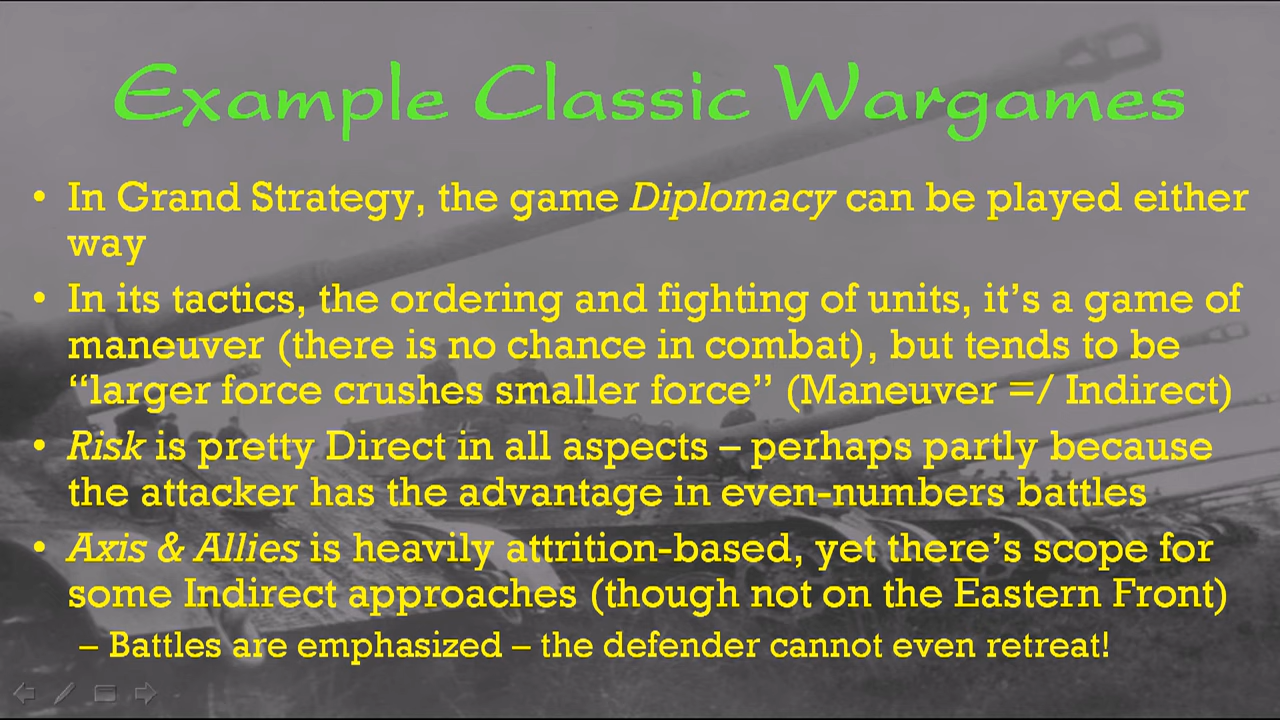 Example Classic Wargames
• In Grand Strategy, the game Diplomacy can be played either
way
• In its tactics, the ordering and fighting of units, it’s a game of
maneuver (there is no chance in combat), but tends to be
“larger force crushes smaller force” (Maneuver =/ Indirect)
• Risk is pretty Direct in all aspects – perhaps partly because
the attacker has the advantage in even-numbers battles
• Axis & Allies is heavily attrition-based, yet there’s scope for
some Indirect approaches (though not on the Eastern Front)
– Battles are emphasized – the defender cannot even retreat!